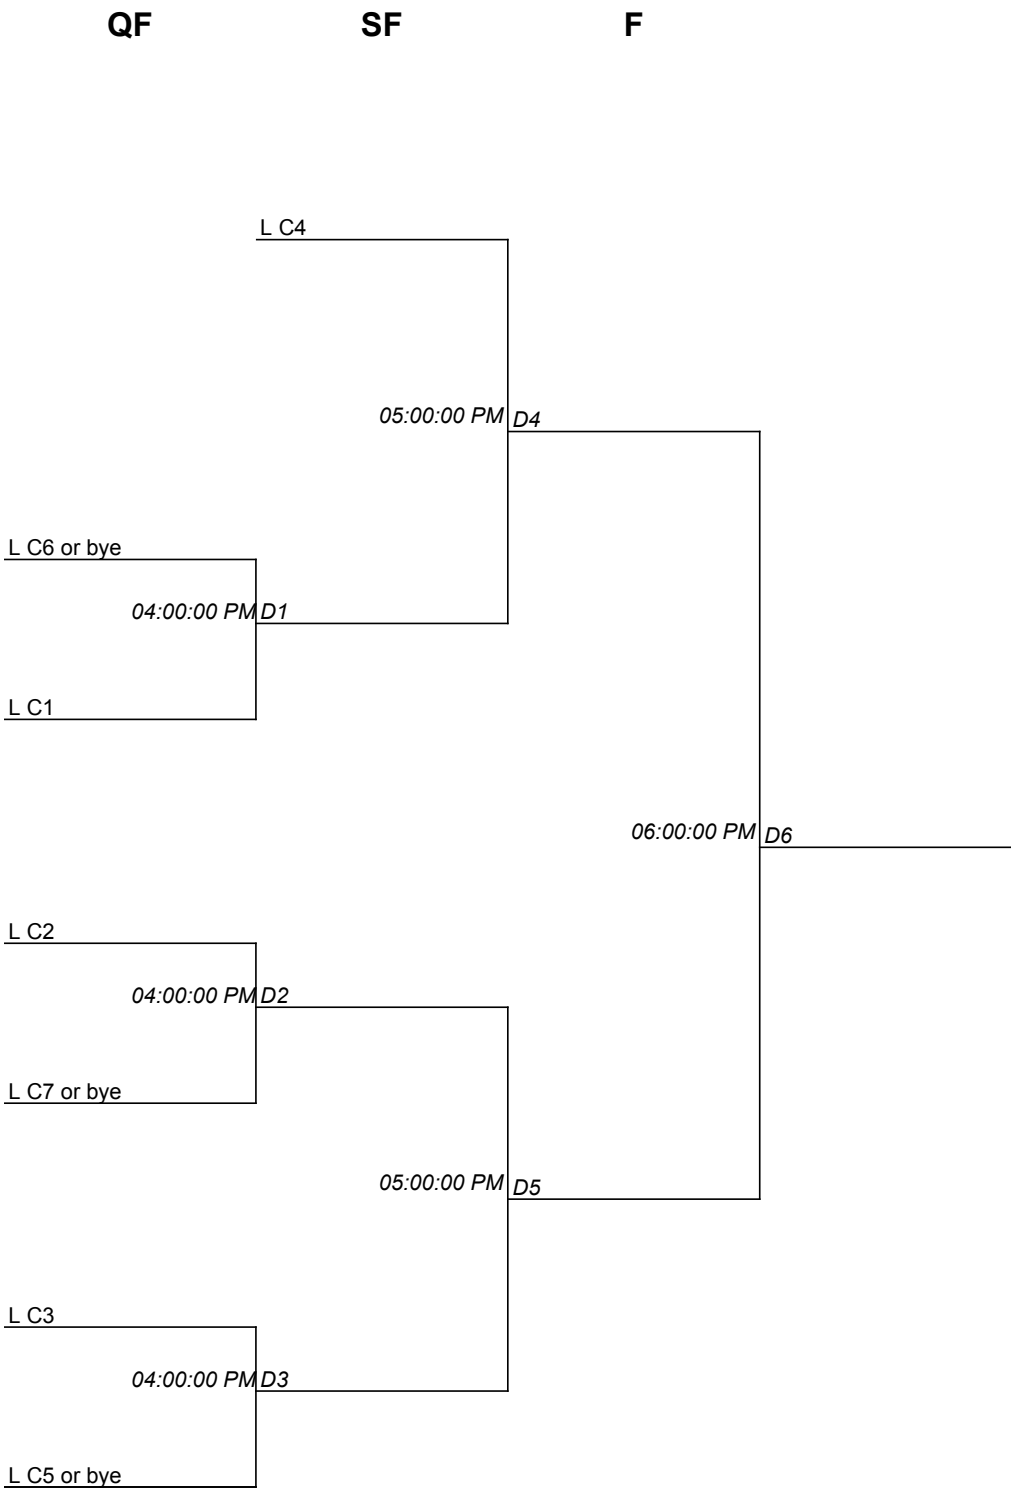 QF SF F
L C4
05:00:00 PM D4
L C6 or bye
04:00:00 PM D1
L C1
06:00:00 PM D6
L C2
04:00:00 PM D2
L C7 or bye
05:00:00 PM D5
L C3
04:00:00 PM D3
L C5 or bye